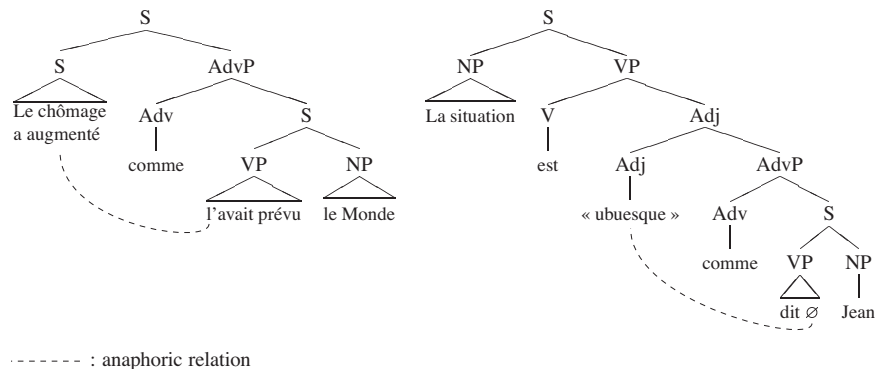 S
S
S
AdvP
NP
VP
Le chômage
a augmenté
Adv
S
La situation
V
Adj
comme
VP
NP
est
Adj
AdvP
l’avait prévu
le Monde
« ubuesque »
Adv
S
comme
VP
NP
dit ∅
Jean
: anaphoric relation